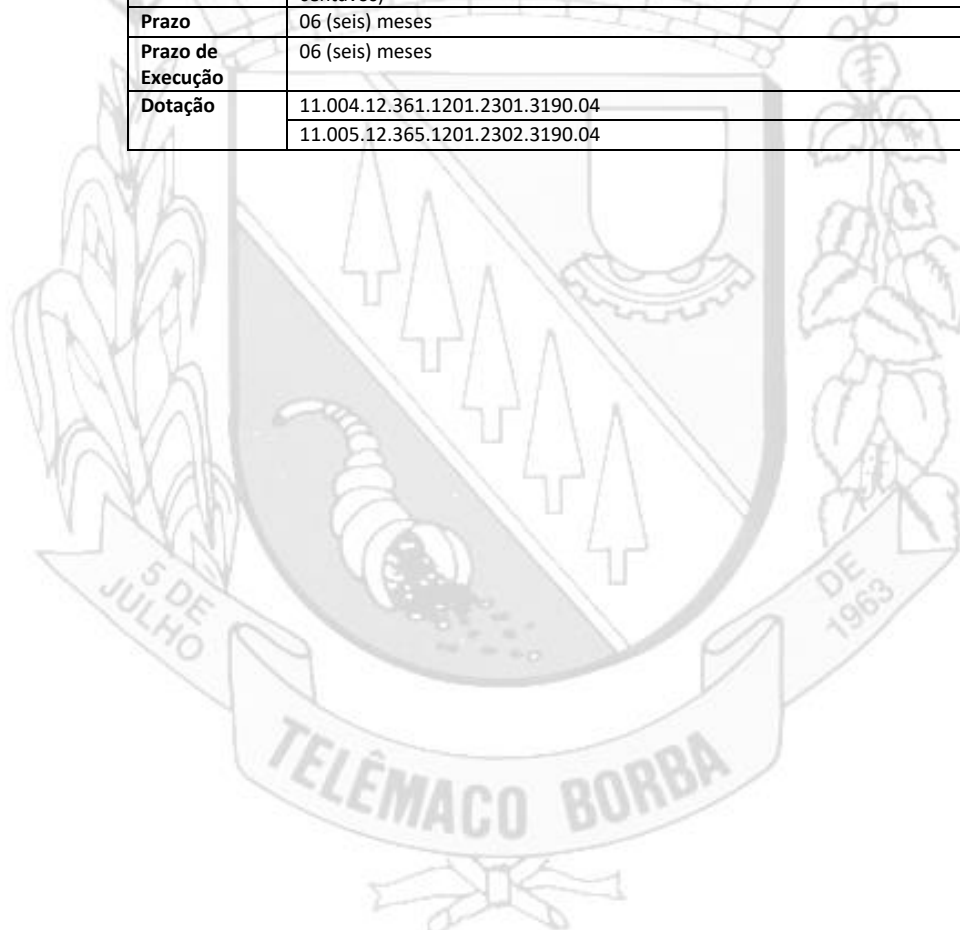 centavos)
Prazo 06 (seis) meses
Prazo de 06 (seis) meses
Execução
Dotação 11.004.12.361.1201.2301.3190.04
11.005.12.365.1201.2302.3190.04
5 DE
JULHO
DE
1963
TELÊMACO BORBA